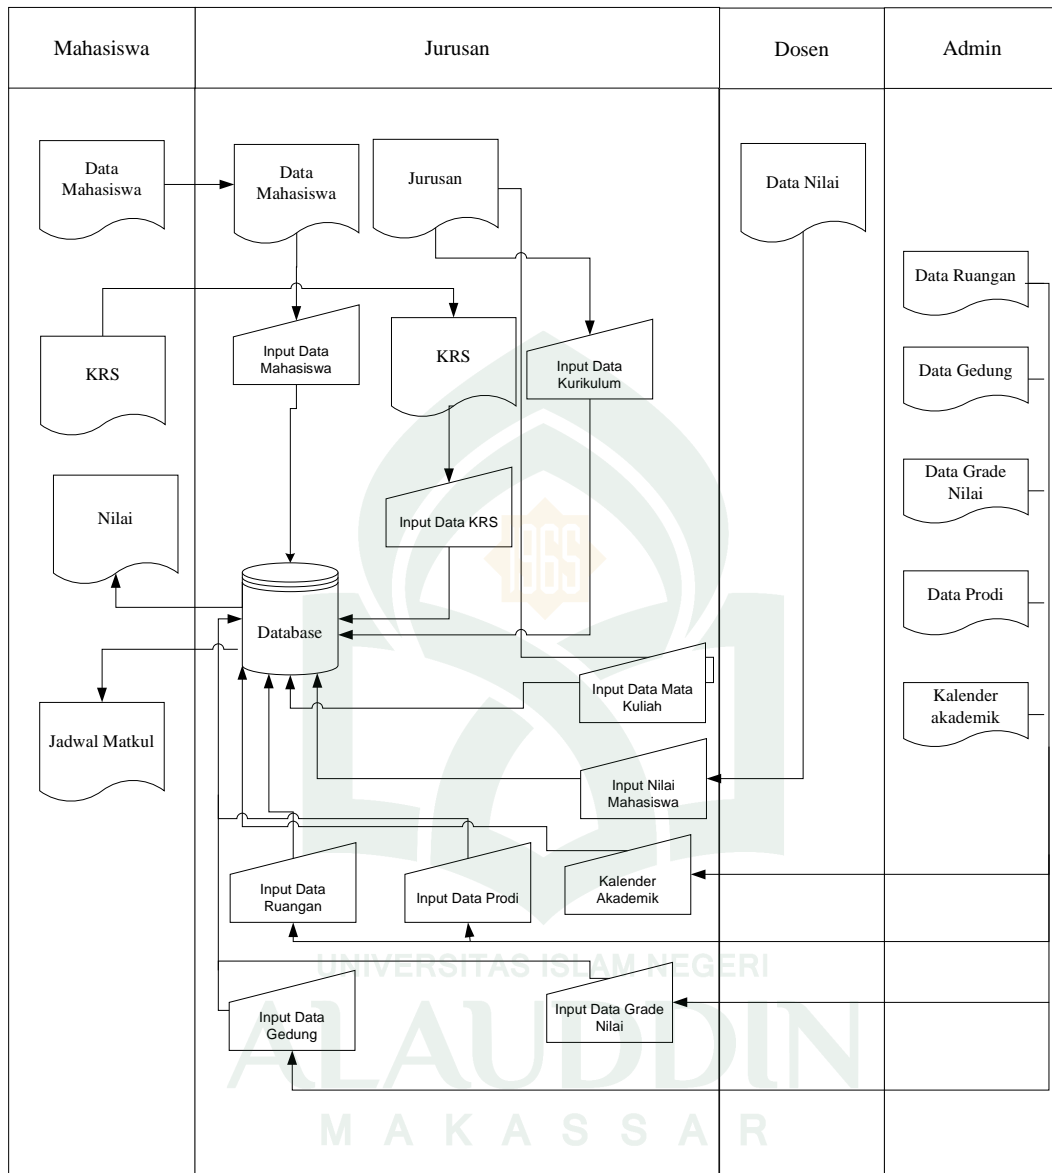 Mahasiswa
Jurusan
Dosen
Admin
Data
Mahasiswa
Data
Mahasiswa
Jurusan
Data Nilai
Data Ruangan
KRS
Input Data
Mahasiswa
KRS
Input Data
Kurikulum
Data Gedung
Nilai
Input Data KRS
Data Grade
Nilai
1965
Database
Data Prodi
Input Data Mata
Kuliah
Kalender
akademik
Jadwal Matkul
Input Nilai
Mahasiswa
Input Data
Ruangan
Input Data Prodi
Kalender
Akademik
UNIVERSITAS ISLAM NEGERI
Input Data
Gedung
Input Data Grade
Nilai
ALAUDDIN
MAKASSAR